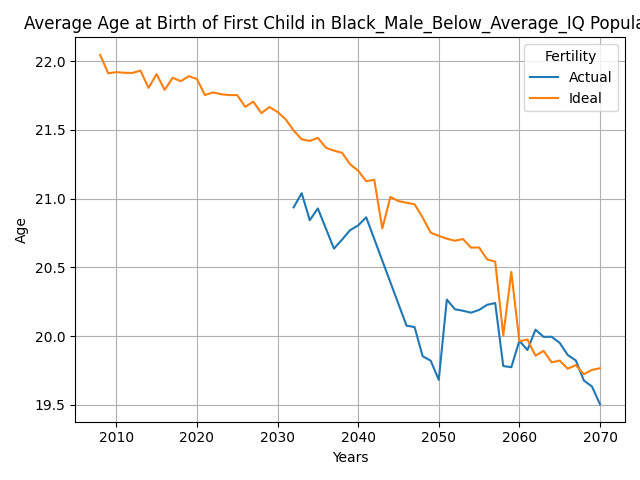 Average Age at Birth of First Child in Black_Male_Below_Average_IQ Popula
Fertility
Actual
Ideal
Age
22.0
21.5
21.0
20.5
20.0
19.5
2010 2020 2030 2040 2050 2060 2070
Years